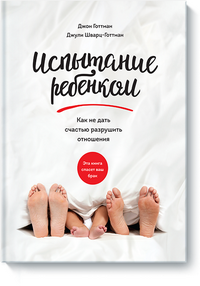 Джон Готтман
Джули Шварц-Готтман
Испытание
ребенком
Как не дать
счастью разрушить
отношения
Эта книга
спасет ваш
брак